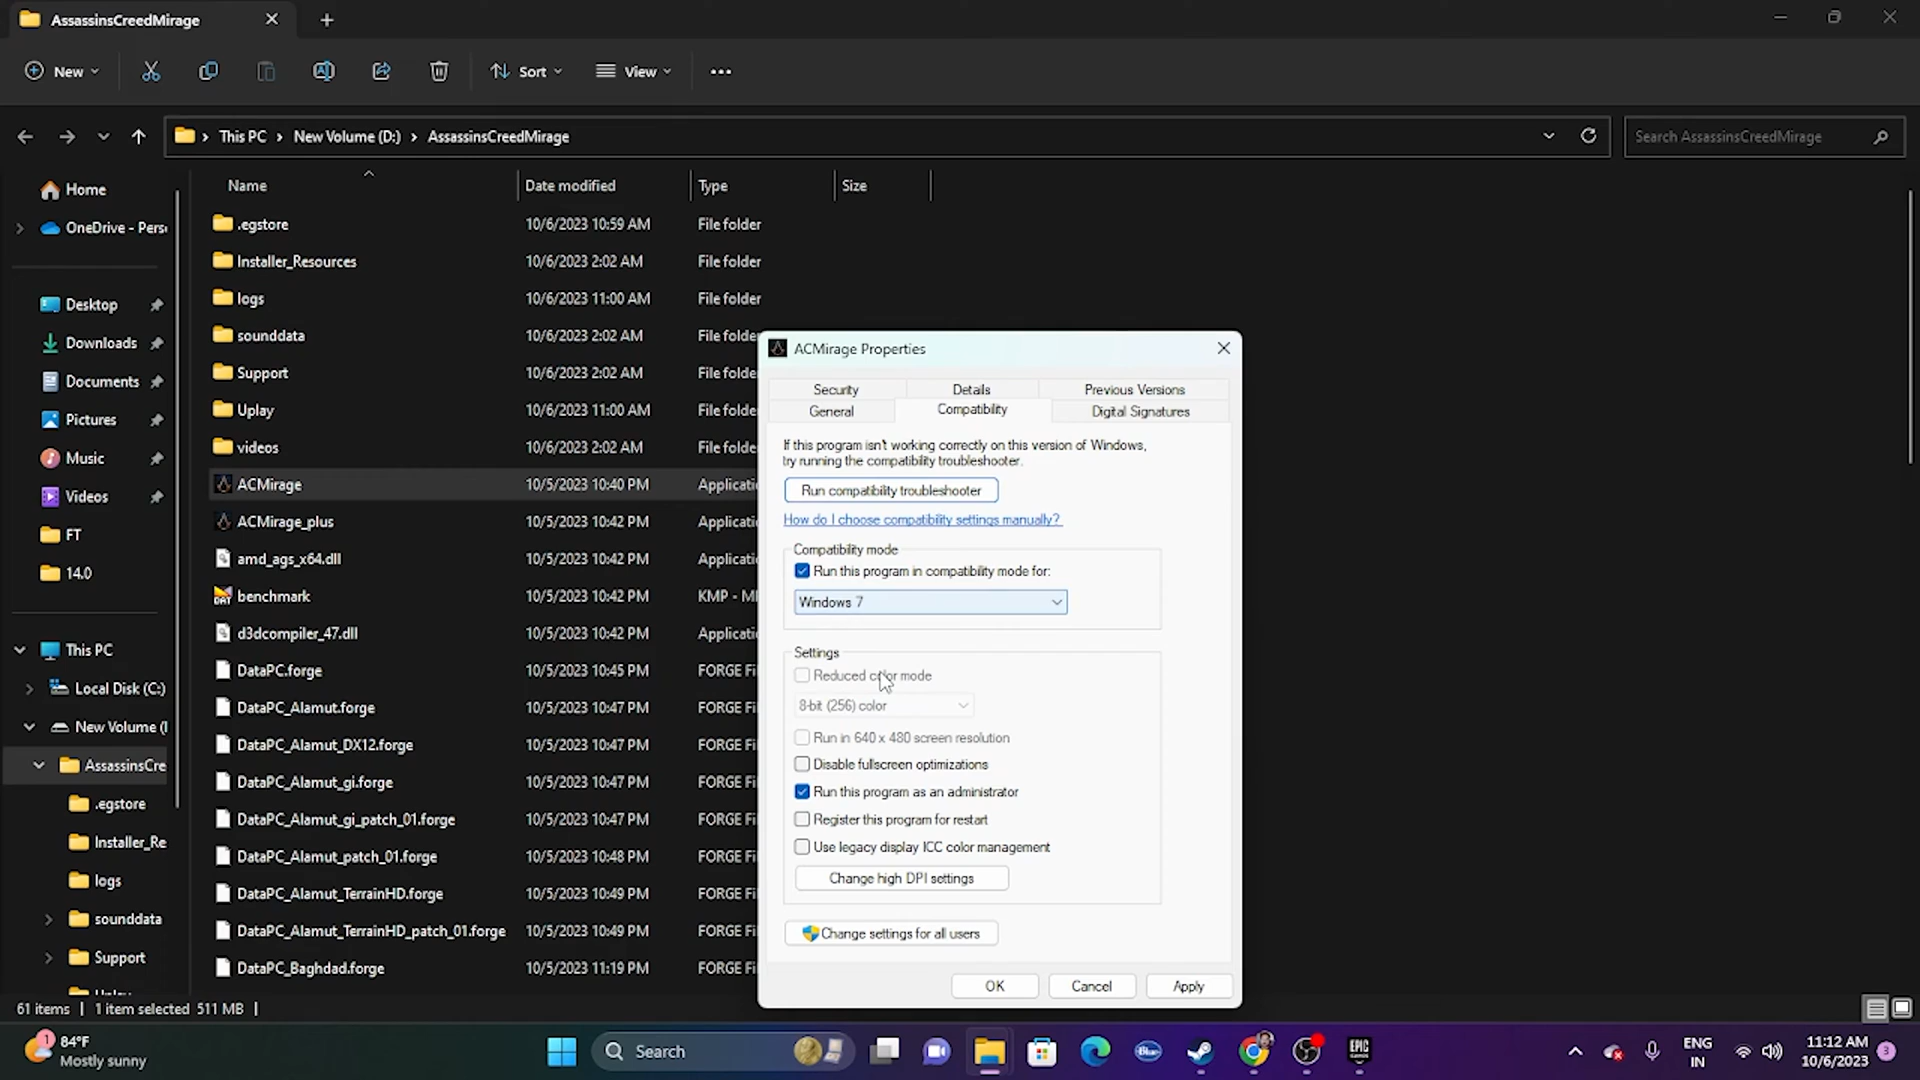 AssassinsCreedMirage
New
Sort
View
This PC
New Volume (D:)
AssassinsCreedMirage
Search AssassinsCreedMirage
Name
Date modified
Type
Size
Home
OneDrive - Pers
Desktop
Downloads
Documents
Pictures
Music
Videos
FT
14.0
This PC
Local Disk (C:)
New Volume (
AssassinsCre
.egstore
Installer_Re
logs
sounddata
Support
.egstore 10/6/2023 10:59 AM File folder
Installer_Resources 10/6/2023 2:02 AM File folder
logs 10/6/2023 11:00 AM File folder
sounddata 10/6/2023 2:02 AM File folder
Support 10/6/2023 2:02 AM File folde
Uplay 10/6/2023 11:00 AM File folde
videos 10/6/2023 2:02 AM File folde
ACMirage 10/5/2023 10:40 PM Applicati
ACMirage_plus 10/5/2023 10:42 PM Applicati
amd_ags_x64.dll 10/5/2023 10:42 PM Applicati
benchmark 10/5/2023 10:42 PM KMP - M
d3dcompiler_47.dll 10/5/2023 10:42 PM Applicati
DataPC.forge 10/5/2023 10:45 PM FORGE Fi
DataPC_Alamut.forge 10/5/2023 10:47 PM FORGE Fi
DataPC_Alamut_DX12.forge 10/5/2023 10:47 PM FORGE Fi
DataPC_Alamut_gi.forge 10/5/2023 10:47 PM FORGE Fi
DataPC_Alamut_gi_patch_01.forge 10/5/2023 10:47 PM FORGE Fi
DataPC_Alamut_patch_01.forge 10/5/2023 10:48 PM FORGE Fi
DataPC_Alamut_TerrainHD.forge 10/5/2023 10:49 PM FORGE Fi
DataPC_Alamut_TerrainHD_patch_01.forge 10/5/2023 10:49 PM FORGE Fi
DataPC_Baghdad.forge 10/5/2023 11:19 PM FORGE Fi
ACMirage Properties
Security Details Previous Versions
General Compatibility Digital Signatures
If this program isn't working correctly on this version of Windows,
try running the compatibility troubleshooter.
Run compatibility troubleshooter
How do I choose compatibility settings manually?
Compatibility mode
Run this program in compatibility mode for:
Windows 7
Settings
Reduced color mode
8-bit (256) color
Run in 640 x 480 screen resolution
Disable fullscreen optimizations
Run this program as an administrator
Register this program for restart
Use legacy display ICC color management
Change high DPI settings
Change settings for all users
OK Cancel Apply
61 items 1 item selected 511 MB
1
84°F
Mostly sunny
Search
Blue
EPIC
GAMES
ENG
IN
11:12 AM
10/6/2023
3